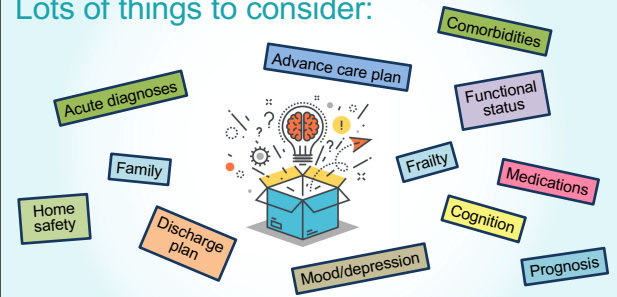 Lots of things to consider:
Comorbidities
Advance care plan
Acute diagnoses
Functional
status
Family
Frailty
Medications
Home
safety
Cognition
Discharge
plan
Mood/depression
Prognosis
?
?
?
!